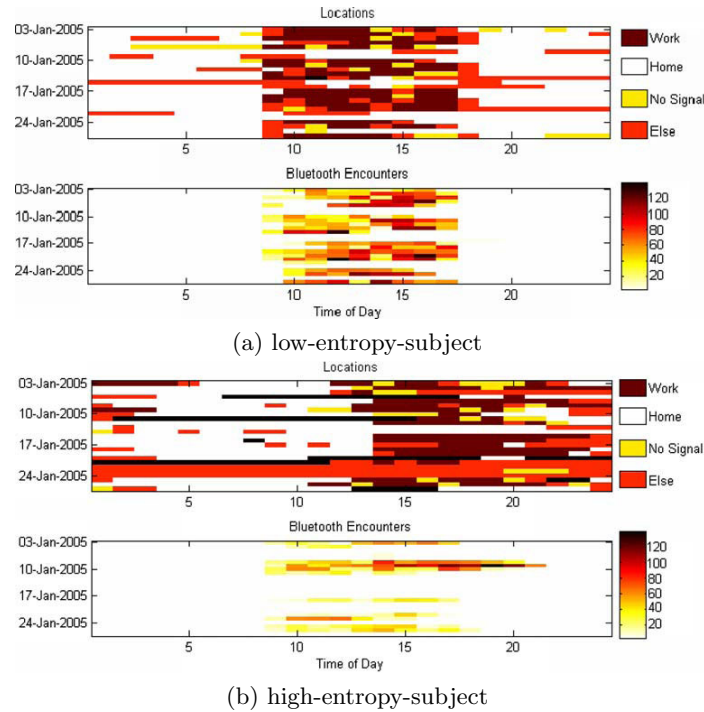 Locations
03-Jan-2005
10-Jan-2005
17-Jan-2005
24-Jan-2005
5
10
15
20
Work
Home
No Signal
Else
Bluetooth Encounters
03-Jan-2005
10-Jan-2005
17-Jan-2005
24-Jan-2005
5
10
15
20
Time of Day
120
100
80
60
40
20
(a) low-entropy-subject
Locations
03-Jan-2005
10-Jan-2005
17-Jan-2005
24-Jan-2005
5
10
15
20
Work
Home
No Signal
Else
Bluetooth Encounters
03-Jan-2005
10-Jan-2005
17-Jan-2005
24-Jan-2005
5
10
15
20
Time of Day
120
100
80
60
40
20
(b) high-entropy-subject